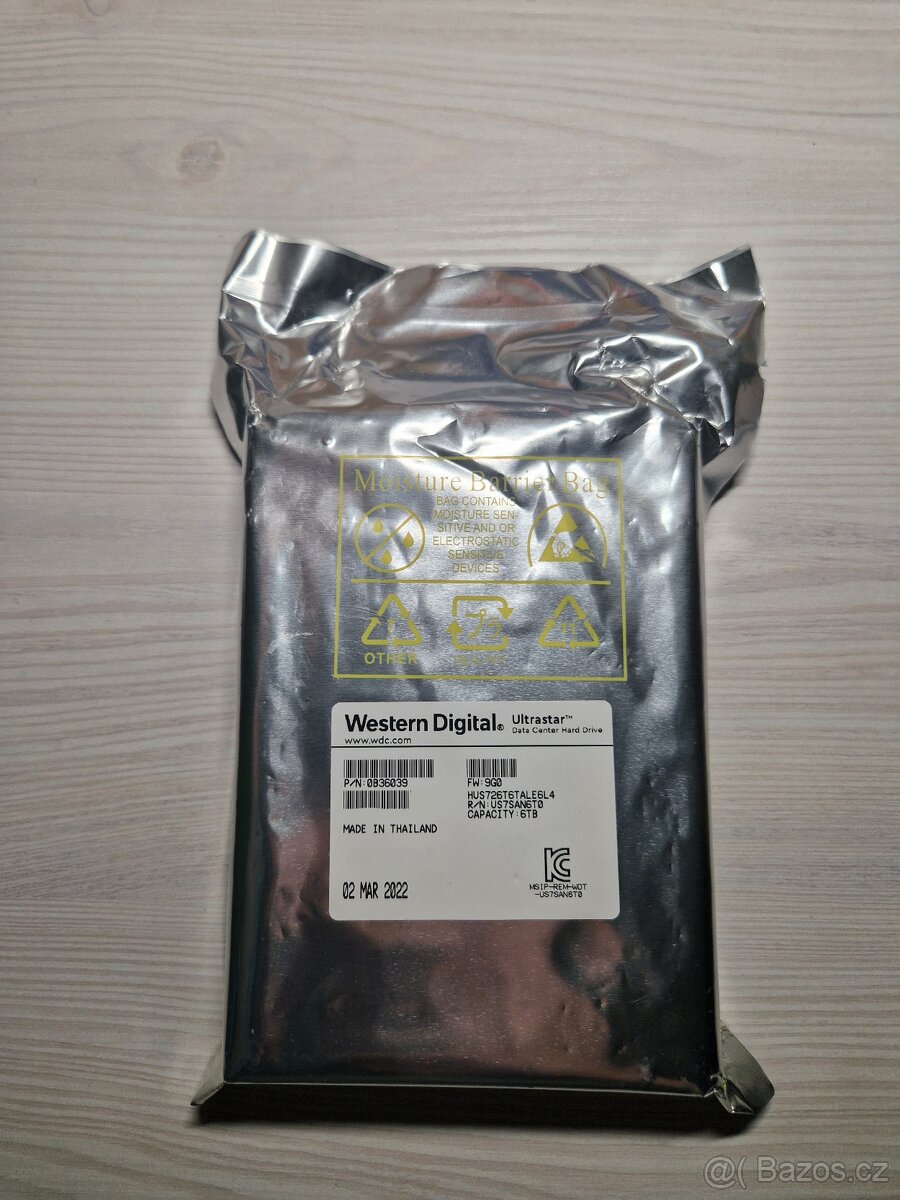 Moisture Barrier Bag
BAG CONTAINS
MOISTURE SEN-
SITIVE AND OR
ELECTROSTATIC
SENSITIVE
DEVICES
OTHER
Western Digital® Ultrastar™
Data Center Hard Drive
www.wdc.com
P/N:0B36039
MADE IN THAILAND
02 MAR 2022
FW:9G0
HUS726T6TALE6L4
R/N:US7SAN6T0
CAPACITY:6TB
MSIP-REM-WDT
-US7SAN6T0
@( Bazos.cz